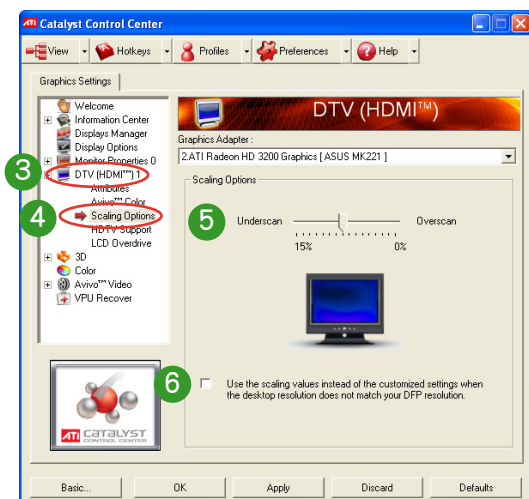 ATI Catalyst Control Center
View
Hotkeys
Profiles
Preferences
Help
Graphics Settings
Welcome
Information Center
Displays Manager
Display Options
Monitor Properties 0
3
DTV (HDMI™) 1
Attributes
Avivo™ Color
4
Scaling Options
HDTV Support
LCD Overdrive
3D
Color
Avivo™ Video
VPU Recover
ATI CATALYST
CONTROL CENTER
DTV (HDMI™)
Graphics Adapter :
2.ATI Radeon HD 3200 Graphics [ ASUS MK221 ]
Scaling Options
5
Underscan
Overscan
15%
0%
6
Use the scaling values instead of the customized settings when
the desktop resolution does not match your DFP resolution.
Basic...
OK
Apply
Discard
Defaults